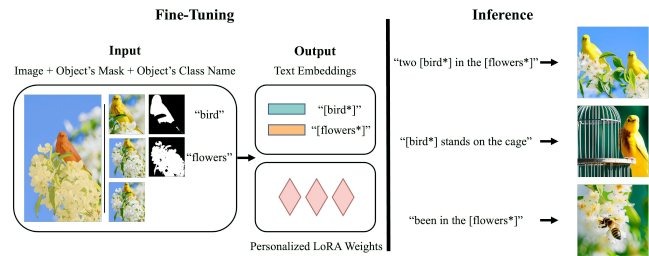 Fine-Tuning
Inference
Input
Output
Image + Object's Mask + Object's Class Name
Text Embeddings
"bird"
"flowers"
"[bird*]"
"[flowers*]"
Personalized LoRA Weights
"two [bird*] in the [flowers*]"
"[bird*] stands on the cage"
"been in the [flowers*]"